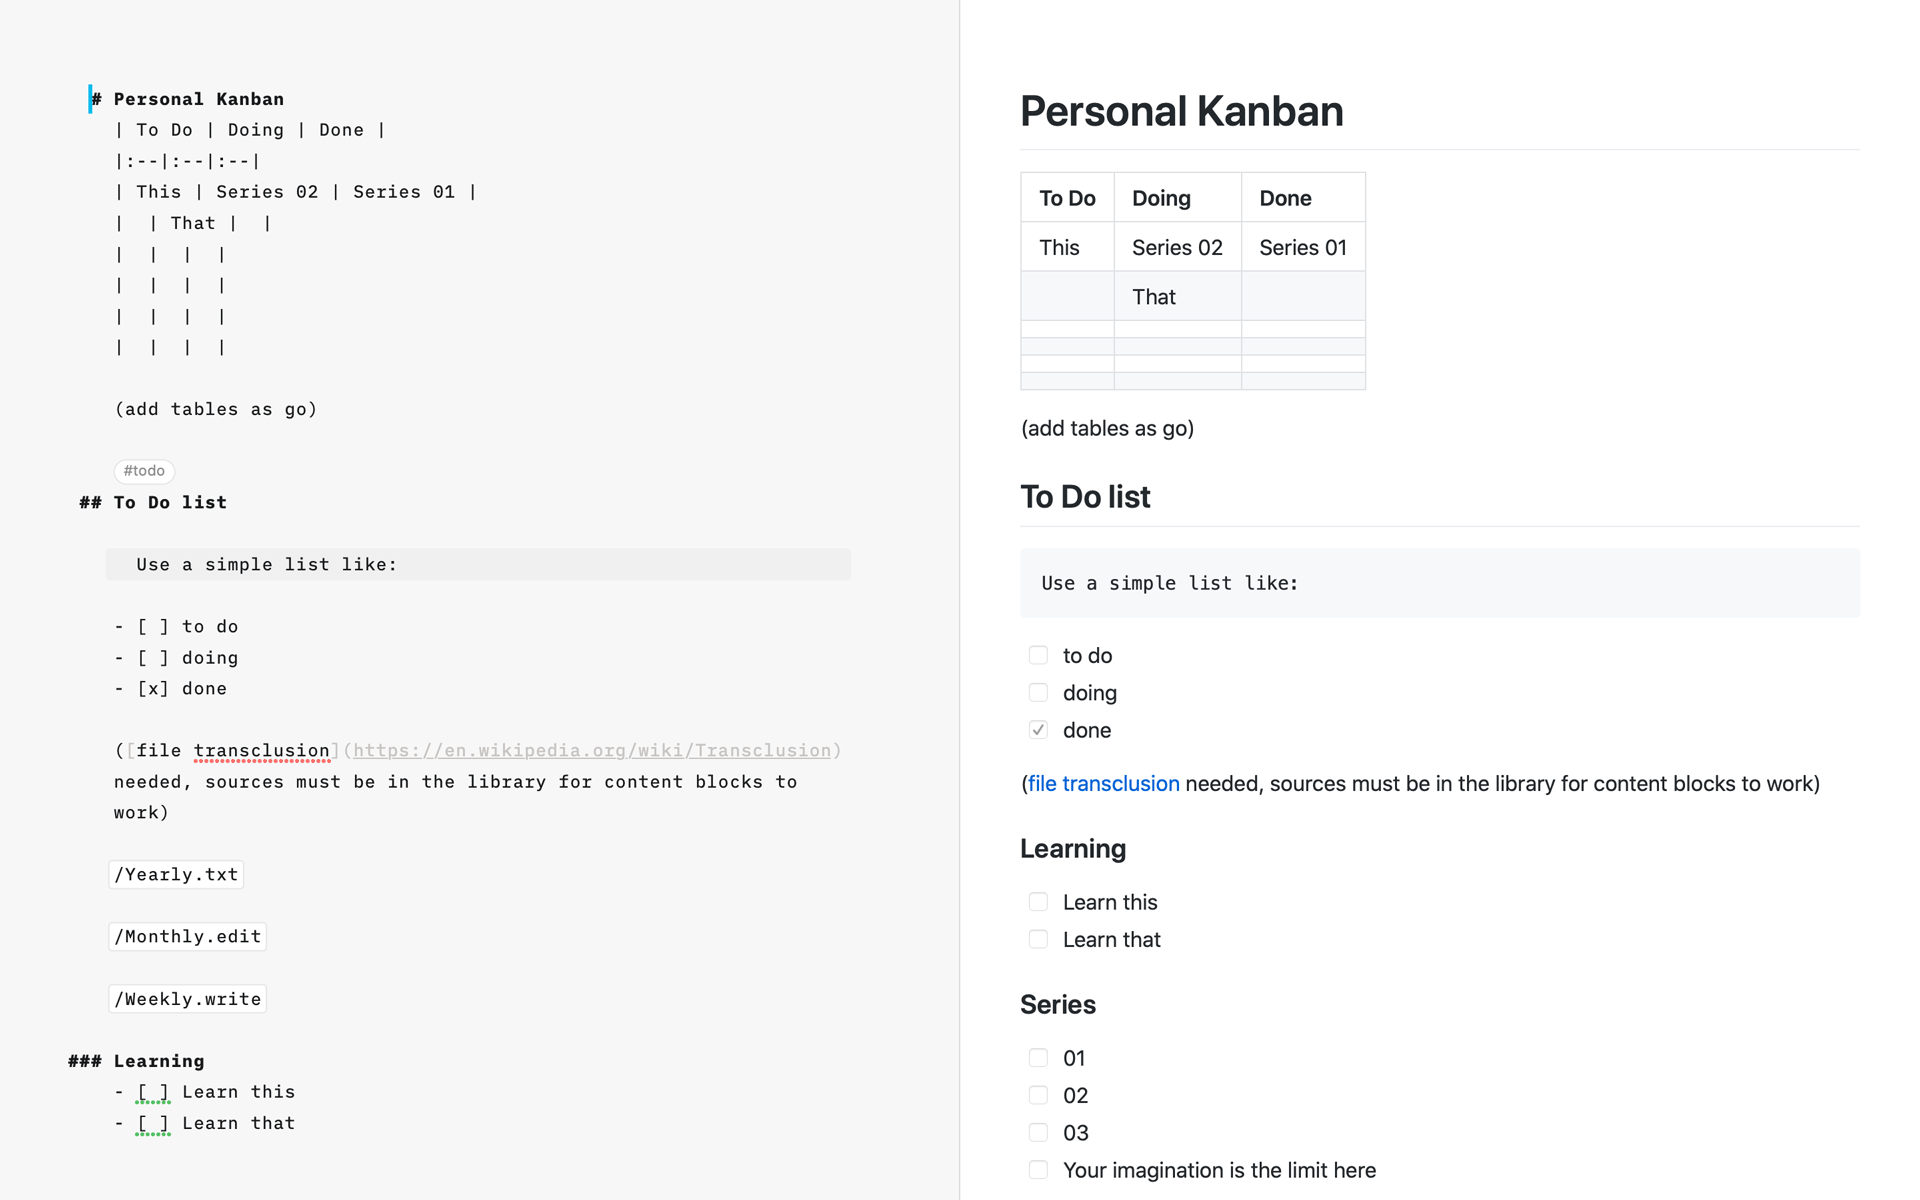 # Personal Kanban
| To Do | Doing | Done |
|:--|:--|:--|
| This | Series 02 | Series 01 |
|  | That |  |
|  |  |  |
|  |  |  |
|  |  |  |
|  |  |  |
(add tables as go)
#todo
## To Do list
Use a simple list like:
- [ ] to do
- [ ] doing
- [x] done
([file transclusion](https://en.wikipedia.org/wiki/Transclusion)
needed, sources must be in the library for content blocks to
work)
/Yearly.txt
/Monthly.edit
/Weekly.write
### Learning
- [ ] Learn this
- [ ] Learn that
Personal Kanban
To Do Doing Done
This Series 02 Series 01
That
(add tables as go)
To Do list
Use a simple list like:
to do
doing
done
(file transclusion needed, sources must be in the library for content blocks to work)
Learning
Learn this
Learn that
Series
01
02
03
Your imagination is the limit here